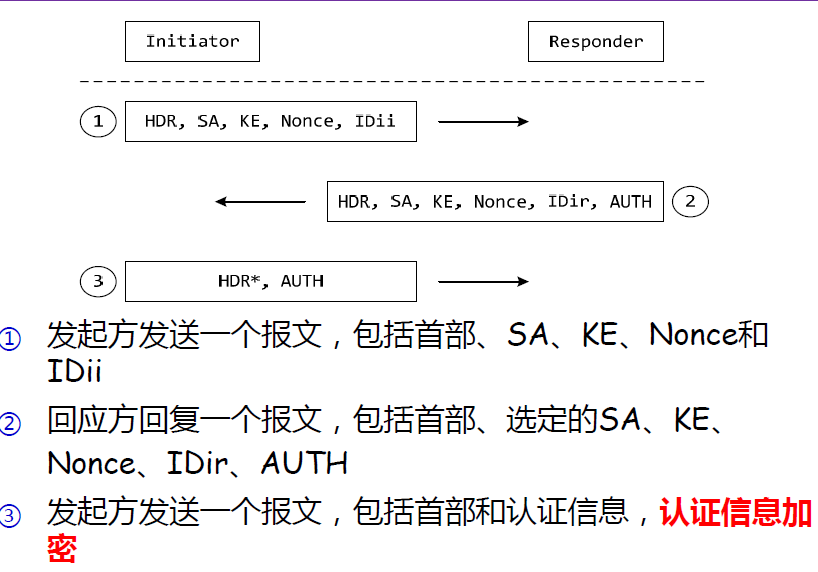 Initiator
Responder
1
HDR, SA, KE, Nonce, IDii
HDR, SA, KE, Nonce, IDir, AUTH
2
3
HDR*, AUTH
① 发起方发送一个报文，包括首部、SA、KE、Nonce和
IDii
② 回应方回复一个报文，包括首部、选定的SA、KE、
Nonce、IDir、AUTH
③ 发起方发送一个报文，包括首部和认证信息，认证信息加
密